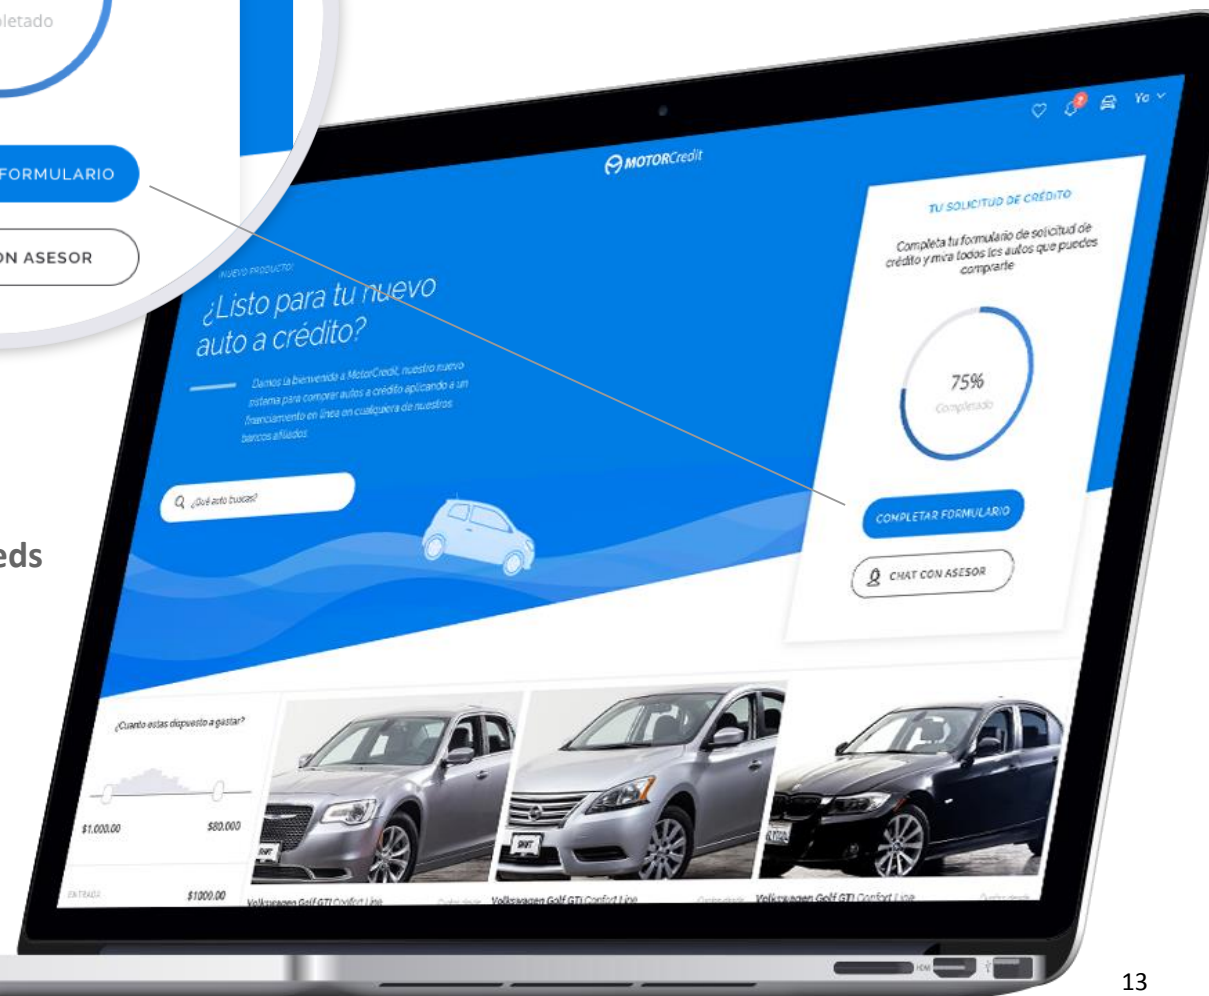 pletado
FORMULARIO
ON ASESOR
eds
Yo
MOTORCredit
¡NUEVO PRODUCTO!
¿Listo para tu nuevo
auto a crédito?
Damos la bienvenida a MotorCredit, nuestro nuevo
sistema para comprar autos a crédito aplicando a un
financiamiento en línea en cualquiera de nuestros
bancos afiliados
¿Qué auto buscas?
TU SOLICITUD DE CRÉDITO
Completa tu formulario de solicitud de
crédito y mira todos los autos que puedes
comprarte
75%
Completado
COMPLETAR FORMULARIO
CHAT CON ASESOR
¿Cuanto estas dispuesto a gastar?
$1.000.00 $80.000
ENTRADA $1000.00
Volkswagen Golf GTI Confort Line
Volkswagen Golf GTI Confort Line
Volkswagen Golf GTI Confort Line
SHIFT
HDMI
13